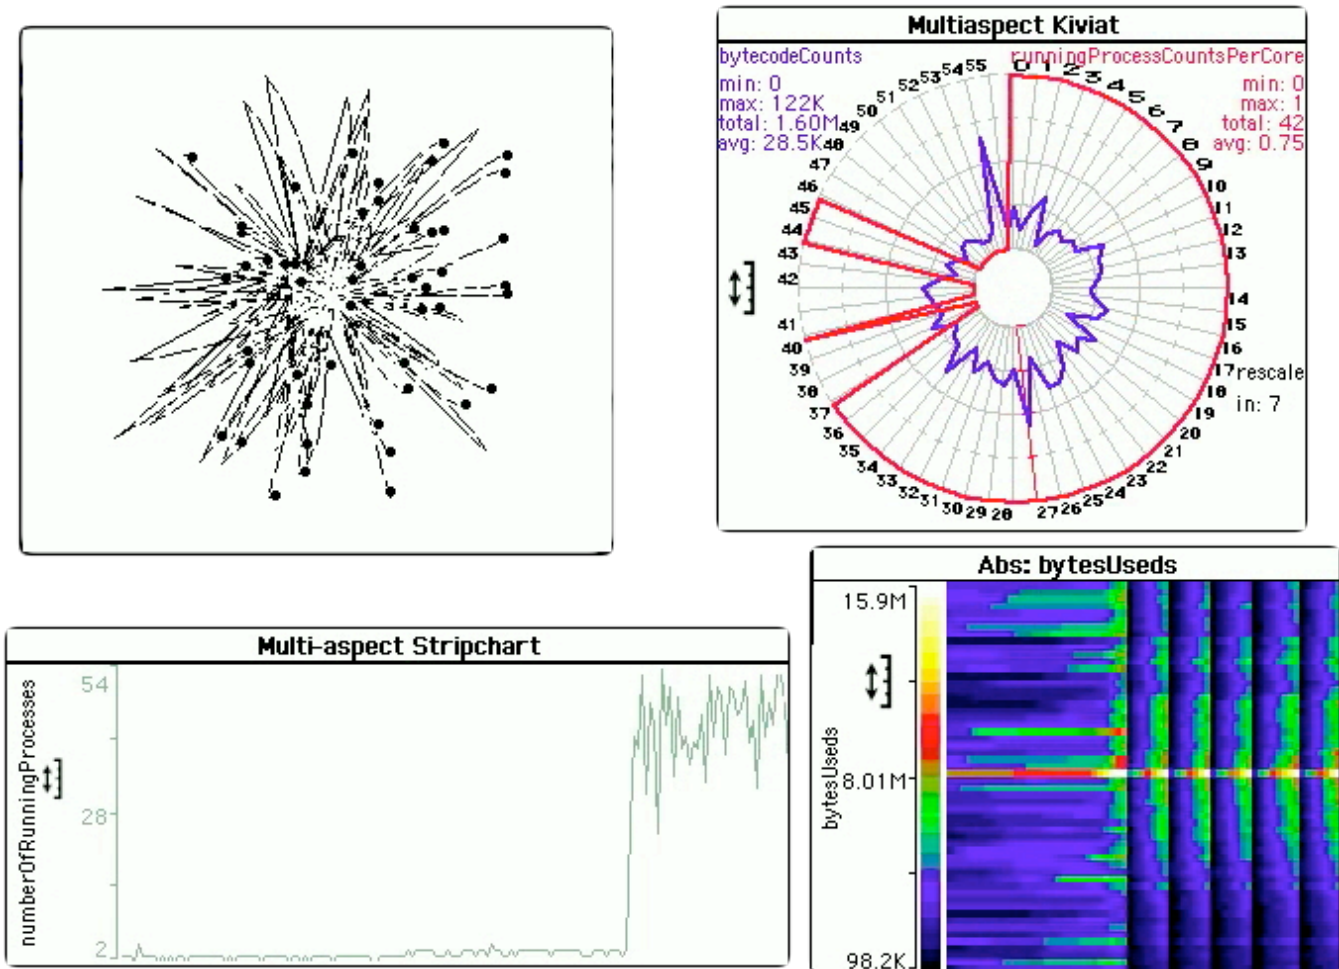 Multiaspect Kiviat
bytecodeCounts
min: 0
max: 122K
total: 1.60M
avg: 28.5K
runningProcessCountsPerCore
min: 0
max: 1
total: 42
avg: 0.75
0
1
2
3
4
5
6
7
8
9
10
11
12
13
14
15
16
17
18
19
20
21
22
23
24
25
26
27
28
29
30
31
32
33
34
35
36
37
38
39
40
41
42
43
44
45
46
47
48
49
50
51
52
53
54
55
rescale
in: 7
Multi-aspect Stripchart
numberOfRunningProcesses
54
28
2
Abs: bytesUseds
bytesUseds
15.9M
8.01M
98.2K